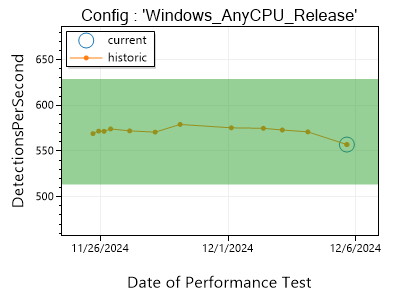 Config : 'Windows_AnyCPU_Release'
current
historic
DetectionsPerSecond
650
600
550
500
11/26/2024
12/1/2024
12/6/2024
Date of Performance Test